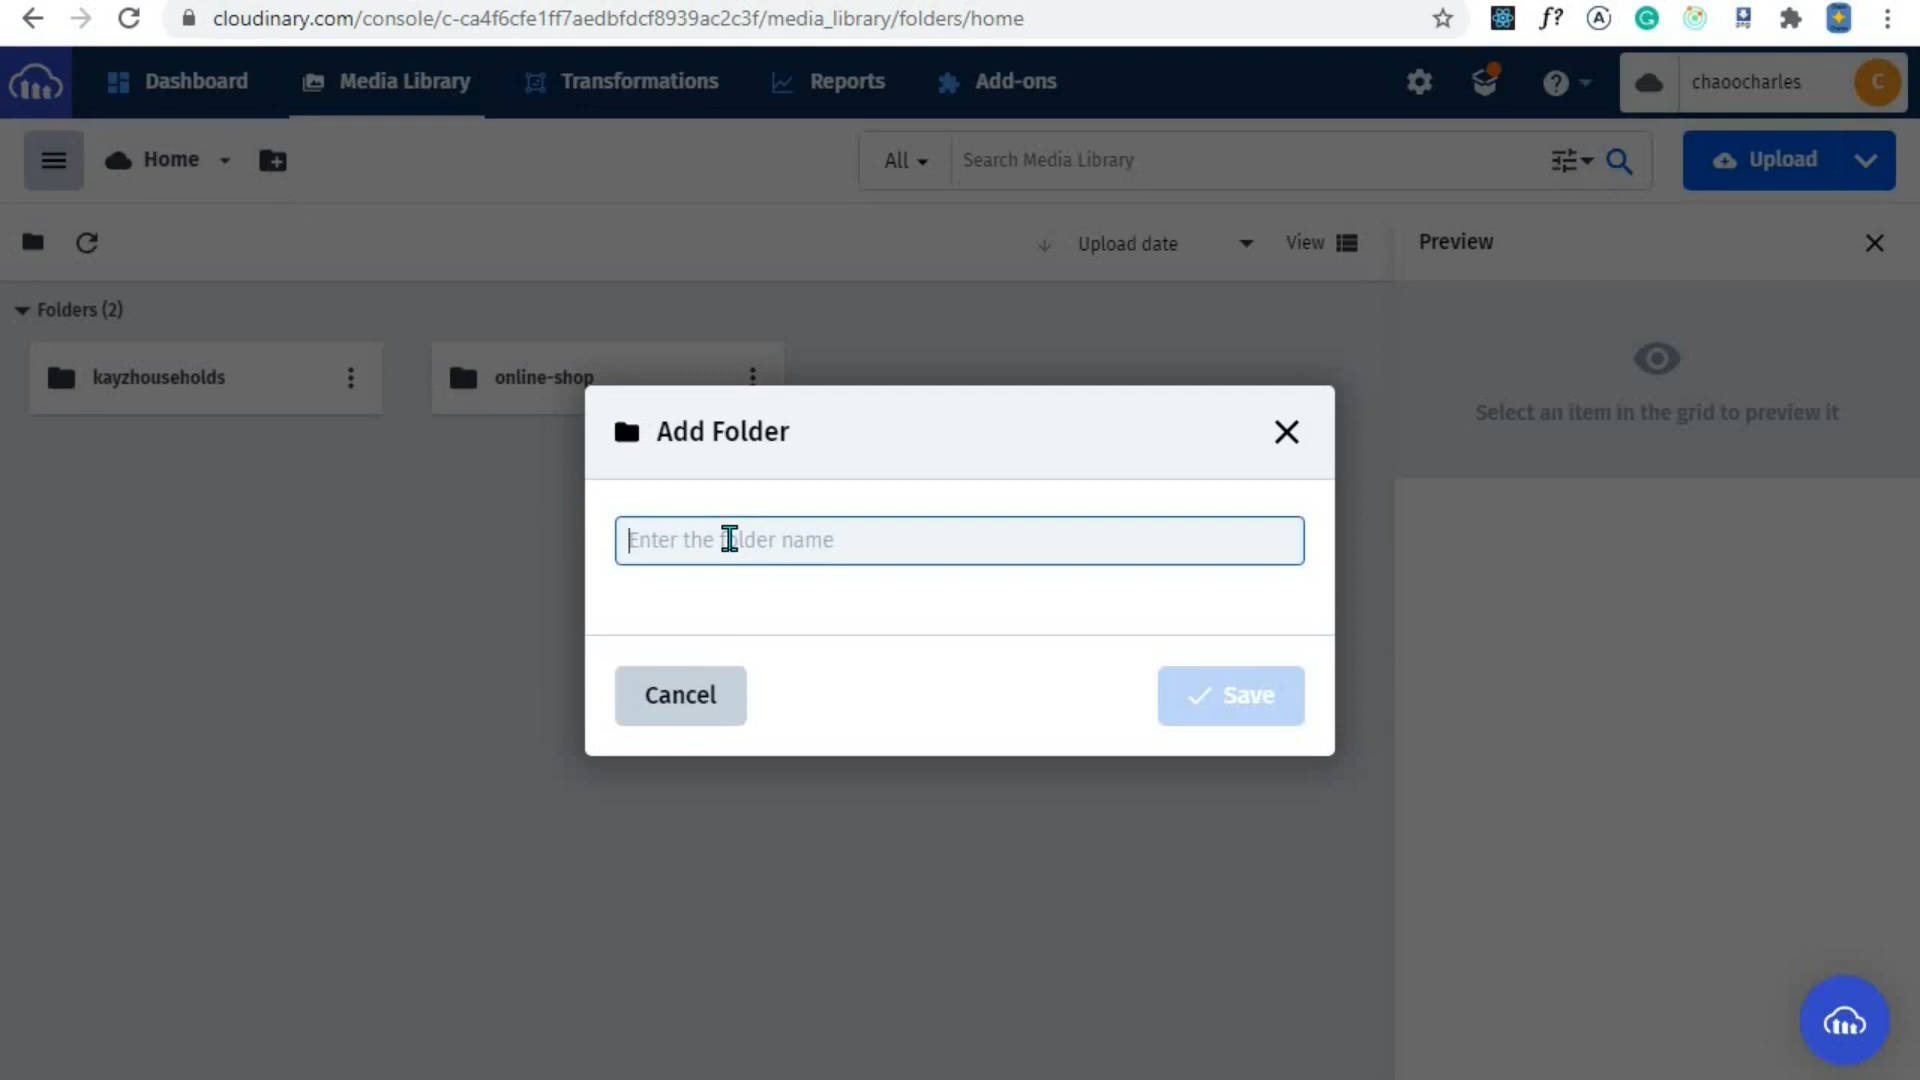 cloudinary.com/console/c-ca4f6cfe1ff7aedbfdcf8939ac2c3f/media_library/folders/home
Dashboard Media Library Transformations Reports Add-ons chaoocharles C
Home All Search Media Library Upload
Upload date View Preview
Folders (2)
kayzhouseholds online-shop
Select an item in the grid to preview it
Add Folder
Enter the folder name
Cancel Save